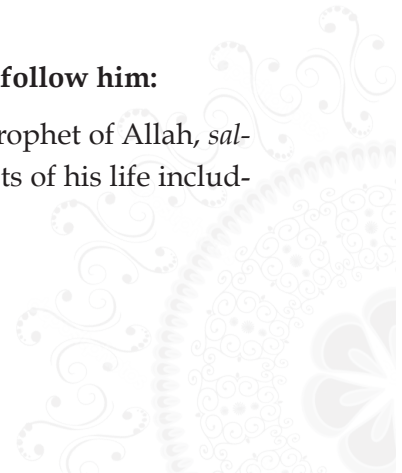 follow him:
rophet of Allah, sal-
ts of his life includ-